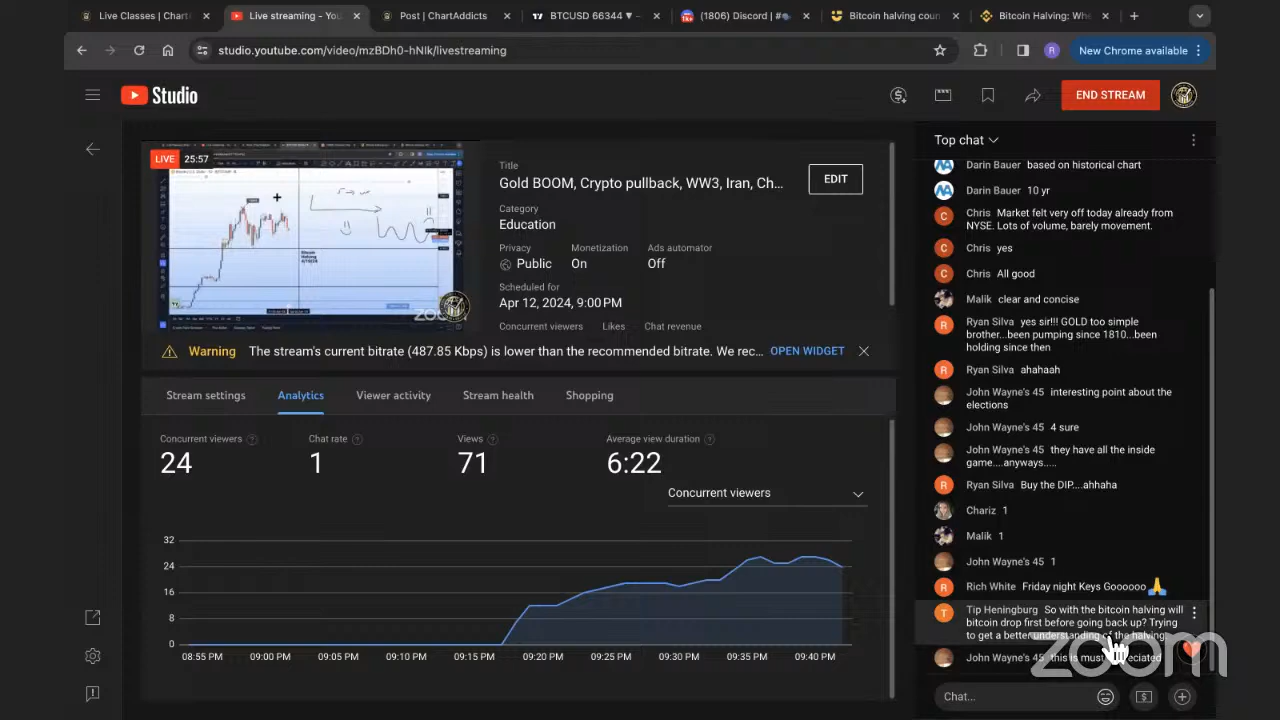 Live Classes | Chart
Live streaming - You
Post | ChartAddicts
BTCUSD 66344
(1806) Discord | #
Bitcoin halving coun
Bitcoin Halving: Whe
studio.youtube.com/video/mzBDh0-hNlk/livestreaming
New Chrome available
Studio
END STREAM
LIVE 25:57
Title
Gold BOOM, Crypto pullback, WW3, Iran, Ch...
EDIT
Category
Education
Privacy Monetization Ads automator
Public On Off
Scheduled for
Apr 12, 2024, 9:00 PM
Concurrent viewers Likes Chat revenue
Warning The stream's current bitrate (487.85 Kbps) is lower than the recommended bitrate. We rec... OPEN WIDGET
Stream settings Analytics Viewer activity Stream health Shopping
Concurrent viewers Chat rate Views Average view duration
24 1 71 6:22
Concurrent viewers
32
24
16
8
0
08:55 PM 09:00 PM 09:05 PM 09:10 PM 09:15 PM 09:20 PM 09:25 PM 09:30 PM 09:35 PM 09:40 PM
Top chat
Darin Bauer based on historical chart
Darin Bauer 10 yr
C Chris Market felt very off today already from
NYSE. Lots of volume, barely movement.
C Chris yes
C Chris All good
Malik clear and concise
R Ryan Silva yes sir!!! GOLD too simple
brother...been pumping since 1810...been
holding since then
R Ryan Silva ahahaah
John Wayne's 45 interesting point about the
elections
John Wayne's 45 4 sure
John Wayne's 45 they have all the inside
game....anyways.....
R Ryan Silva Buy the DIP....ahhaha
Chariz 1
Malik 1
John Wayne's 45 1
R Rich White Friday night Keys Goooooo 🙏
T Tip Heningburg So with the bitcoin halving will
bitcoin drop first before going back up? Trying
to get a better understanding of the halving.
John Wayne's 45 this is must
Chat...
zoom